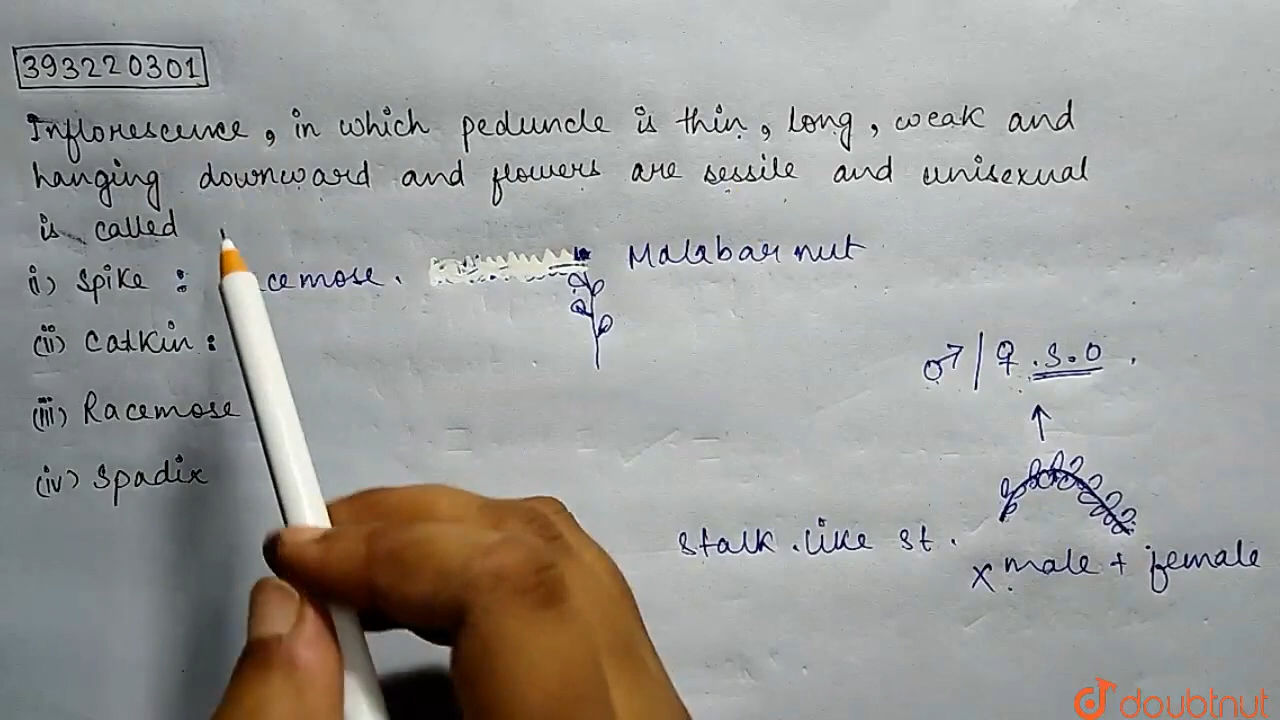 393220301
Inflorescence, in which peduncle is thin, long, weak and
hanging downward and flowers are sessile and unisexual
is called
(i) Spike : cemose.
Malabar nut
(ii) Catkin :
♂ / ♀ . S.O .
(iii) Racemose
(iv) Spadix
stalk. like st.
x male + female
doubtnut